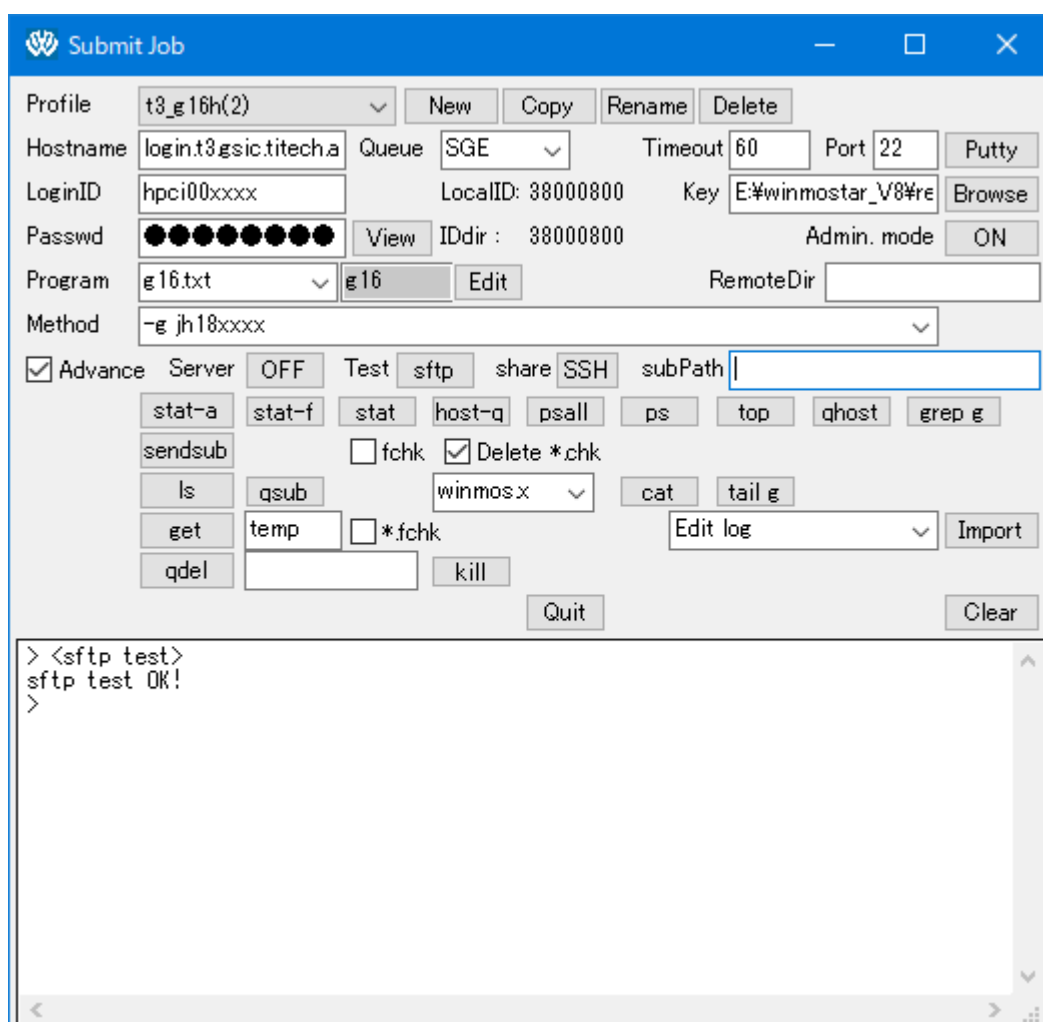 Submit Job
Profile t3_g16h(2) New Copy Rename Delete
Hostname login.t3.gsic.titech.a Queue SGE Timeout 60 Port 22 Putty
LoginID hpci00xxxx LocalID: 38000800 Key E:¥winmostar_V8¥re Browse
Passwd ●●●●●●●● View IDdir : 38000800 Admin. mode ON
Program g16.txt g16 Edit RemoteDir
Method -g jh18xxxx
Advance Server OFF Test sftp share SSH subPath
stat-a stat-f stat host-q psall ps top qhost grep g
sendsub fchk Delete *.chk
ls qsub winmos.x cat tail g
get temp *.fchk Edit log Import
qdel kill
Quit Clear
> <sftp test>
sftp test OK!
>